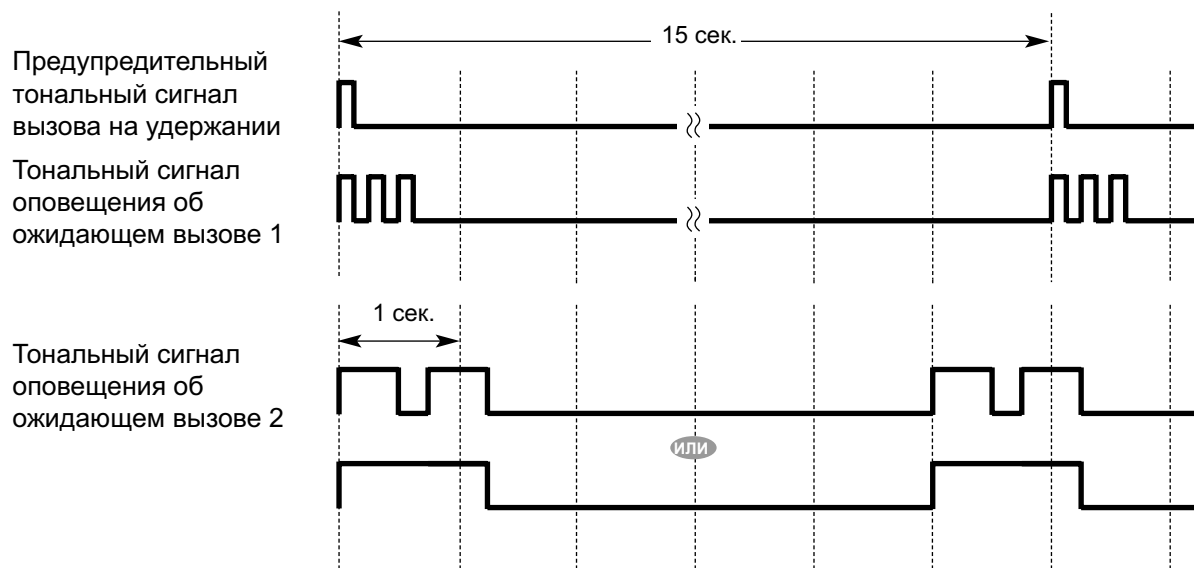 15 сек.
Предупредительный
тональный сигнал
вызова на удержании
Тональный сигнал
оповещения об
ожидающем вызове 1
1 сек.
Тональный сигнал
оповещения об
ожидающем вызове 2
или